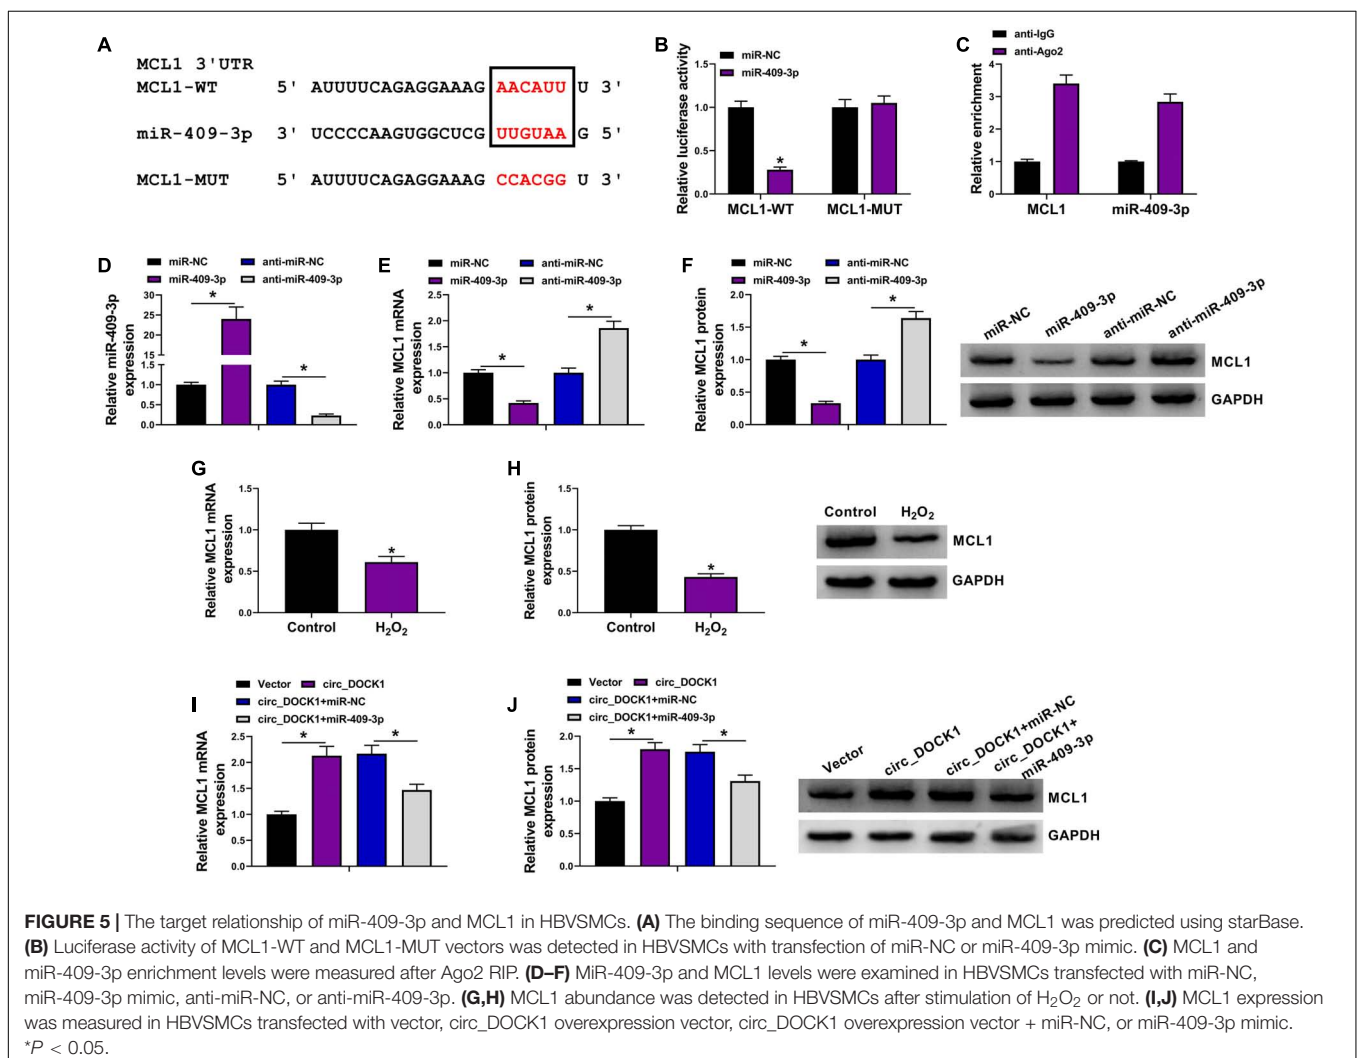 A
MCL1 3'UTR
MCL1-WT 5' AUUUUCAGAGGAAAG AACAUU U 3'
miR-409-3p 3' UCCCCAAGUGGCUCG UUGUAA G 5'
MCL1-MUT 5' AUUUUCAGAGGAAAG CCACGG U 3'
B
miR-NC
miR-409-3p
Relative luciferase activity
1.5
1.0
0.5
0.0
*
MCL1-WT MCL1-MUT
C
anti-IgG
anti-Ago2
Relative enrichment
4
3
2
1
0
MCL1 miR-409-3p
D
miR-NC anti-miR-NC
miR-409-3p anti-miR-409-3p
Relative miR-409-3p
expression
30
25
20
15
1.5
1.0
0.5
0.0
*
*
E
miR-NC anti-miR-NC
miR-409-3p anti-miR-409-3p
Relative MCL1 mRNA
expression
2.5
2.0
1.5
1.0
0.5
0.0
*
*
F
miR-NC anti-miR-NC
miR-409-3p anti-miR-409-3p
Relative MCL1 protein
expression
2.0
1.5
1.0
0.5
0.0
*
*
miR-NC miR-409-3p anti-miR-NC anti-miR-409-3p
MCL1
GAPDH
G
Relative MCL1 mRNA
expression
1.5
1.0
0.5
0.0
*
Control H₂O₂
H
Relative MCL1 protein
expression
1.5
1.0
0.5
0.0
*
Control H₂O₂
Control H₂O₂
MCL1
GAPDH
I
Vector circ_DOCK1
circ_DOCK1+miR-NC
circ_DOCK1+miR-409-3p
Relative MCL1 mRNA
expression
2.5
2.0
1.5
1.0
0.5
0.0
*
*
J
Vector circ_DOCK1
circ_DOCK1+miR-NC
circ_DOCK1+miR-409-3p
Relative MCL1 protein
expression
2.0
1.5
1.0
0.5
0.0
*
*
Vector circ_DOCK1 circ_DOCK1+miR-NC circ_DOCK1+
miR-409-3p
MCL1
GAPDH
FIGURE 5 | The target relationship of miR-409-3p and MCL1 in HBVSMCs. (A) The binding sequence of miR-409-3p and MCL1 was predicted using starBase.
(B) Luciferase activity of MCL1-WT and MCL1-MUT vectors was detected in HBVSMCs with transfection of miR-NC or miR-409-3p mimic. (C) MCL1 and
miR-409-3p enrichment levels were measured after Ago2 RIP. (D–F) MiR-409-3p and MCL1 levels were examined in HBVSMCs transfected with miR-NC,
miR-409-3p mimic, anti-miR-NC, or anti-miR-409-3p. (G,H) MCL1 abundance was detected in HBVSMCs after stimulation of H₂O₂ or not. (I,J) MCL1 expression
was measured in HBVSMCs transfected with vector, circ_DOCK1 overexpression vector, circ_DOCK1 overexpression vector + miR-NC, or miR-409-3p mimic.
*P < 0.05.